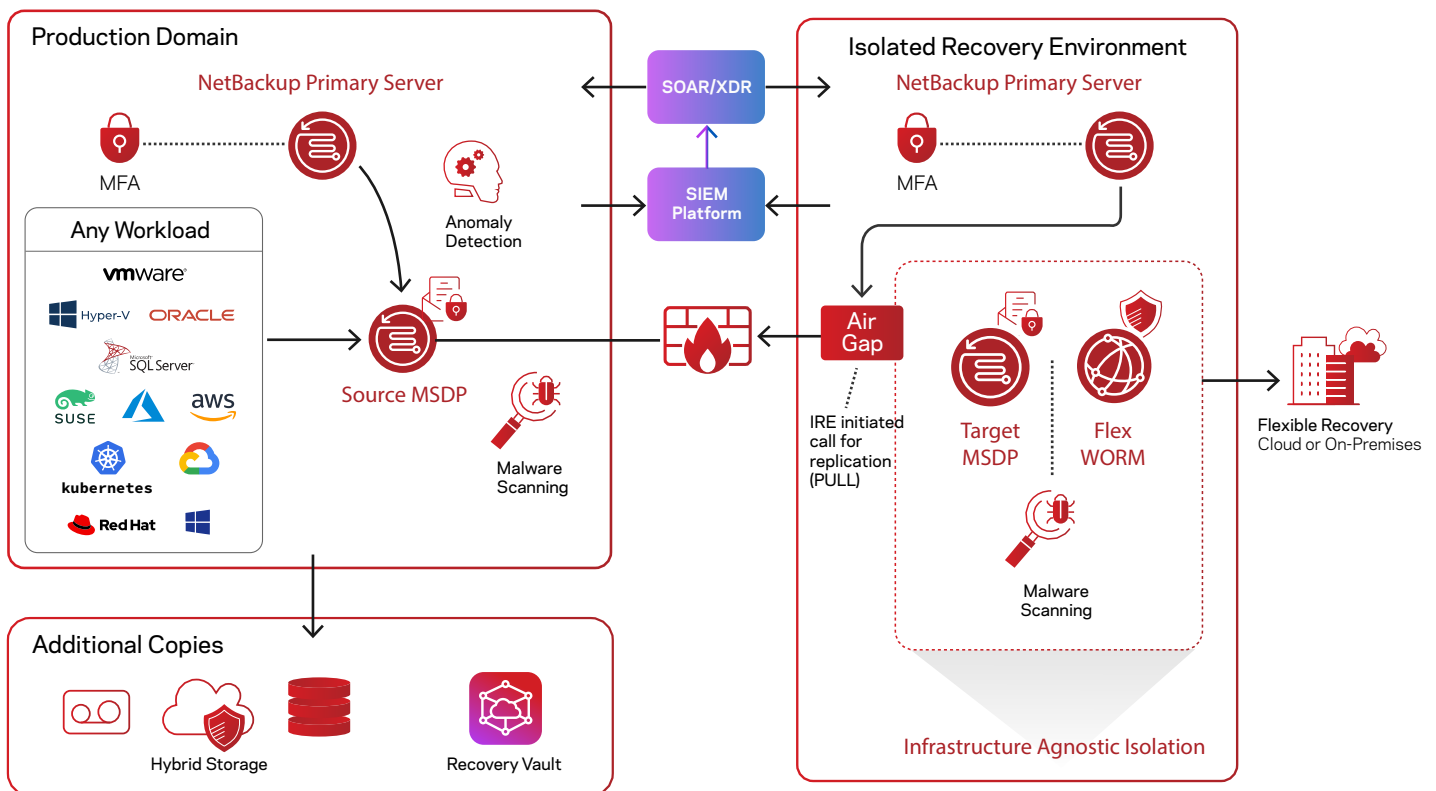 Production Domain
NetBackup Primary Server
MFA
Anomaly
Detection
Any Workload
vmware®
Hyper-V
ORACLE
Microsoft®
SQL Server
SUSE
aws
kubernetes
Red Hat
Source MSDP
Malware
Scanning
SOAR/XDR
SIEM
Platform
Isolated Recovery Environment
NetBackup Primary Server
MFA
Air
Gap
IRE initiated
call for
replication
(PULL)
Target
MSDP
Flex
WORM
Malware
Scanning
Infrastructure Agnostic Isolation
Flexible Recovery
Cloud or On-Premises
Additional Copies
Hybrid Storage
Recovery Vault